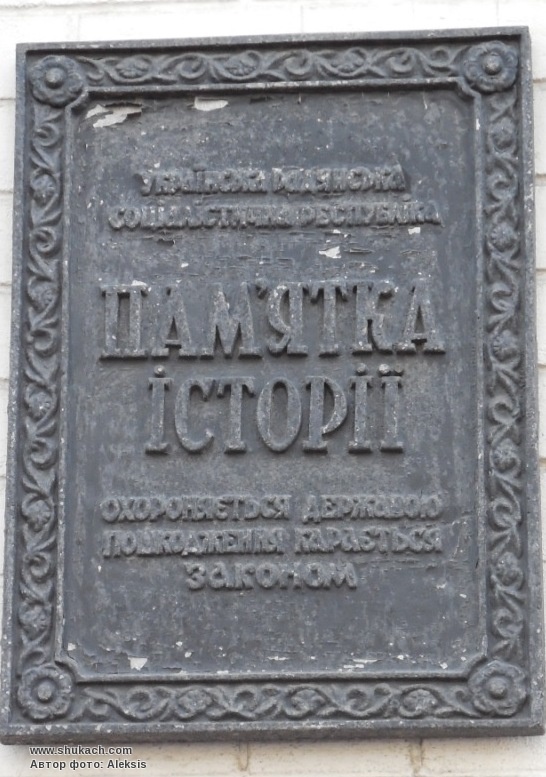 УКРАЇНСЬКА РАДЯНСЬКА
СОЦІАЛІСТИЧНА РЕСПУБЛІКА
ПАМ'ЯТКА
ІСТОРІЇ
ОХОРОНЯЄТЬСЯ ДЕРЖАВОЮ
ПОШКОДЖЕННЯ КАРАЄТЬСЯ
ЗАКОНОМ
www.shukach.com
Автор фото: Aleksis